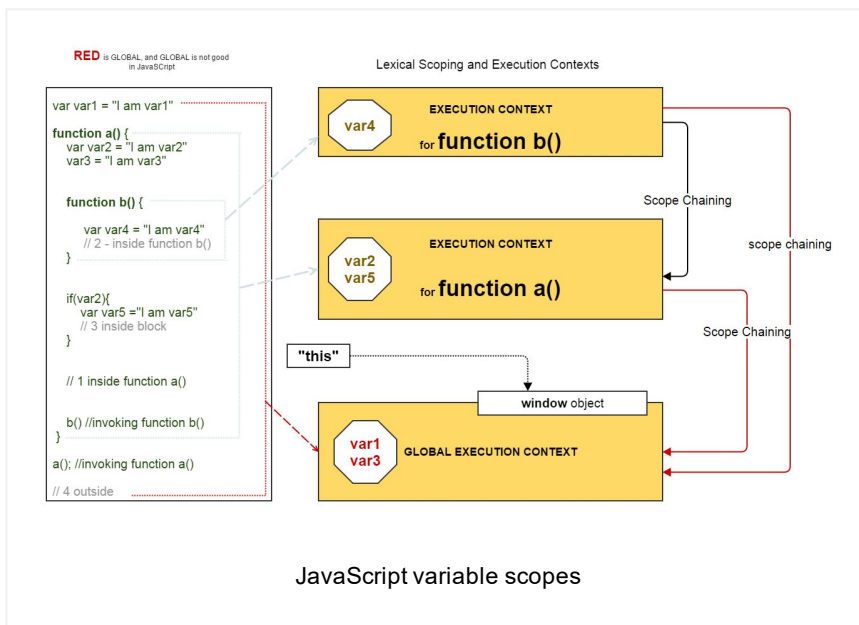 RED is GLOBAL, and GLOBAL is not good
in JavaSCript
Lexical Scoping and Execution Contexts
var var1 = "I am var1"
function a() {
var var2 = "I am var2"
var3 = "I am var3"
function b() {
var var4 = "I am var4"
// 2 - inside function b()
}
if(var2){
var var5 ="I am var5"
// 3 inside block
}
// 1 inside function a()
b() //invoking function b()
}
a(); //invoking function a()
// 4 outside
var4
EXECUTION CONTEXT
for function b()
Scope Chaining
scope chaining
var2
var5
EXECUTION CONTEXT
for function a()
Scope Chaining
"this"
window object
var1
var3
GLOBAL EXECUTION CONTEXT
JavaScript variable scopes